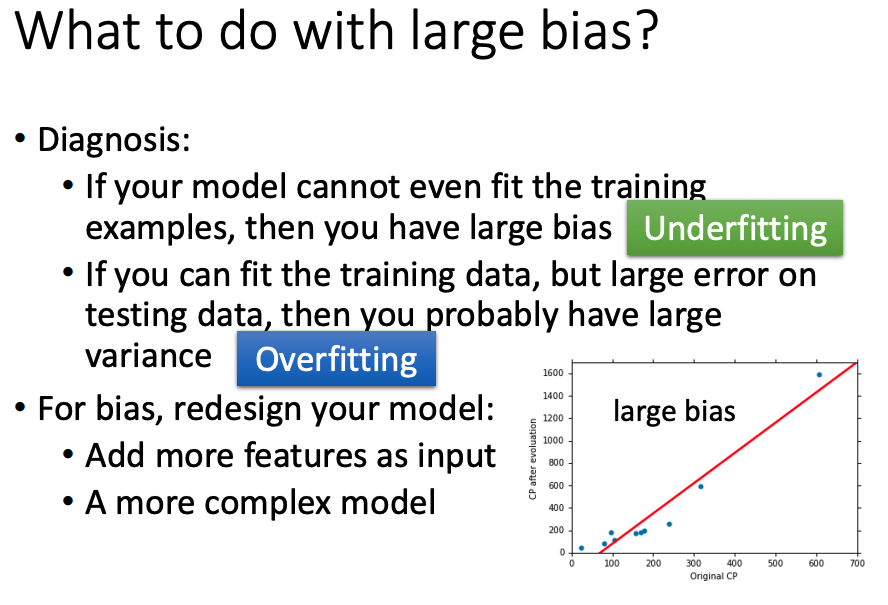 What to do with large bias?
• Diagnosis:
• If your model cannot even fit the training
examples, then you have large bias
Underfitting
• If you can fit the training data, but large error on
testing data, then you probably have large
variance
Overfitting
• For bias, redesign your model:
• Add more features as input
• A more complex model
large bias
CP after evoluation
1600
1400
1200
1000
800
600
400
200
0
0 100 200 300 400 500 600 700
Original CP